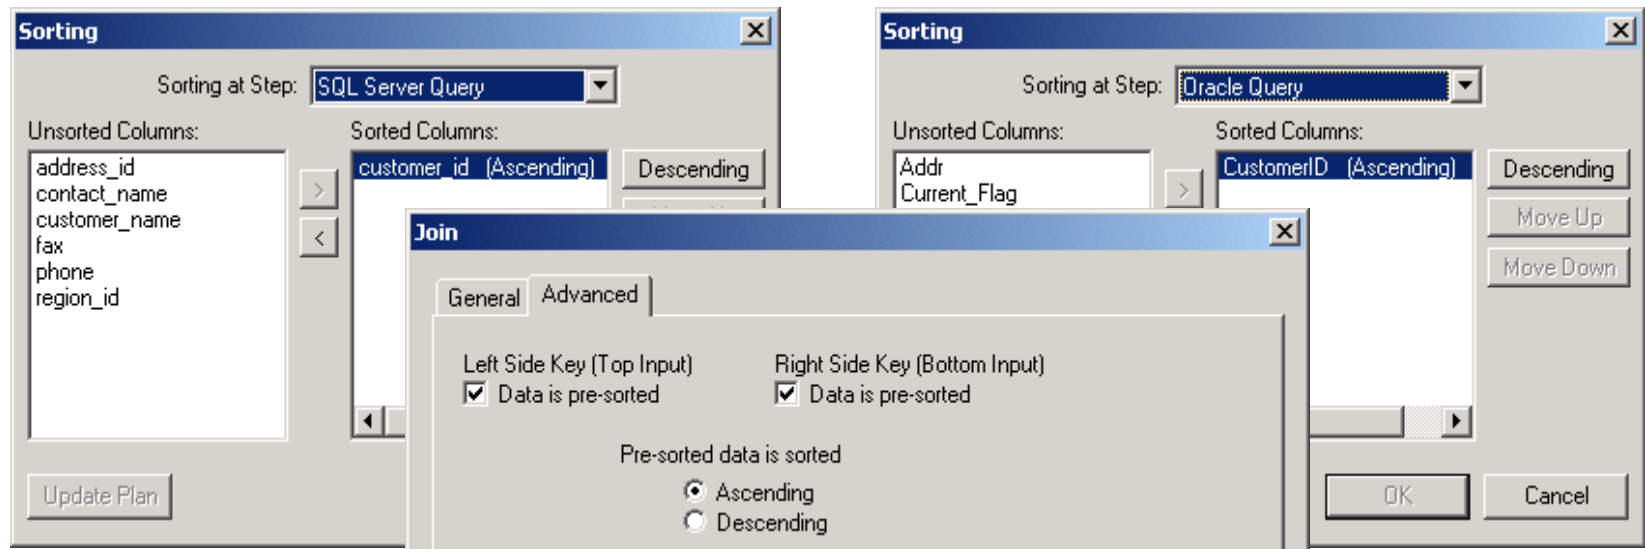 Sorting
Sorting at Step: SQL Server Query
Unsorted Columns:
Sorted Columns:
address_id
contact_name
customer_name
fax
phone
region_id
>
<
customer_id (Ascending)
Descending
Update Plan
Sorting
Sorting at Step: Oracle Query
Unsorted Columns:
Sorted Columns:
Addr
Current_Flag
>
CustomerID (Ascending)
Descending
Move Up
Move Down
OK
Cancel
Join
General
Advanced
Left Side Key (Top Input)
Data is pre-sorted
Right Side Key (Bottom Input)
Data is pre-sorted
Pre-sorted data is sorted
Ascending
Descending